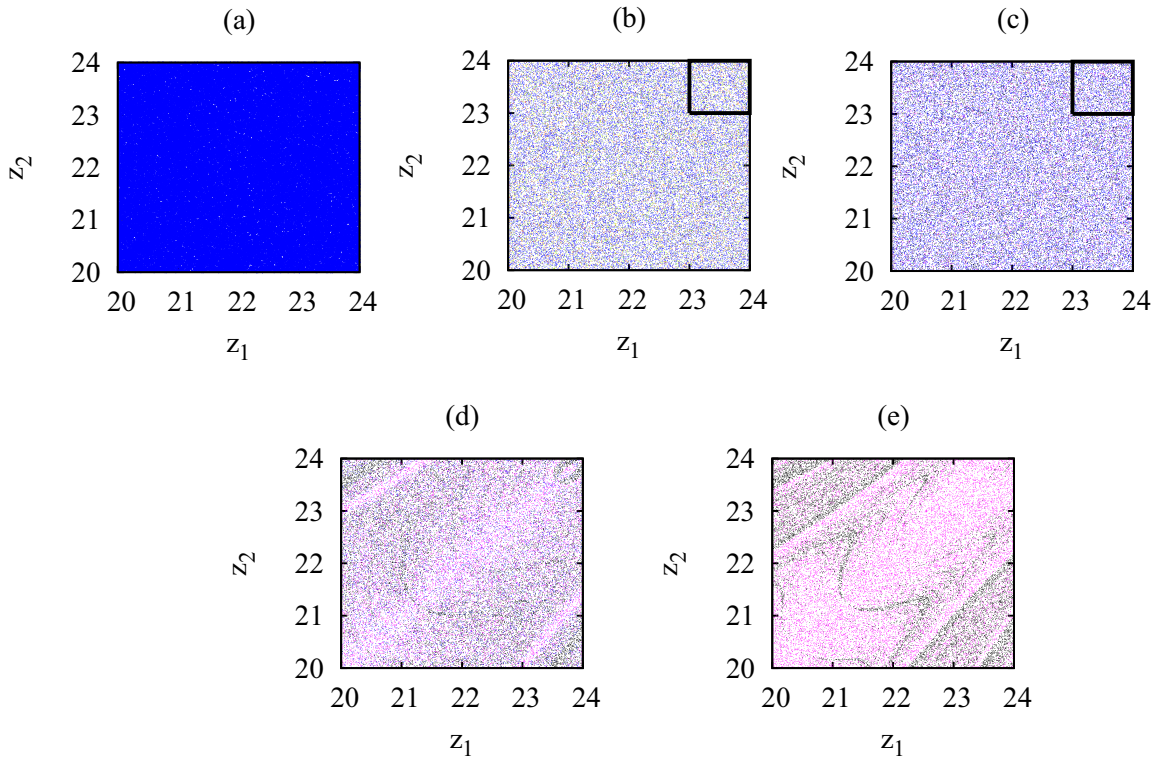 (a) (b) (c)
24 24 24
23 23 23
z2 22 z2 22 z2 22
21 21 21
20 20 20
20 21 22 23 24 20 21 22 23 24 20 21 22 23 24
z1 z1 z1
(d) (e)
24 24
23 23
z2 22 z2 22
21 21
20 20
20 21 22 23 24 20 21 22 23 24
z1 z1